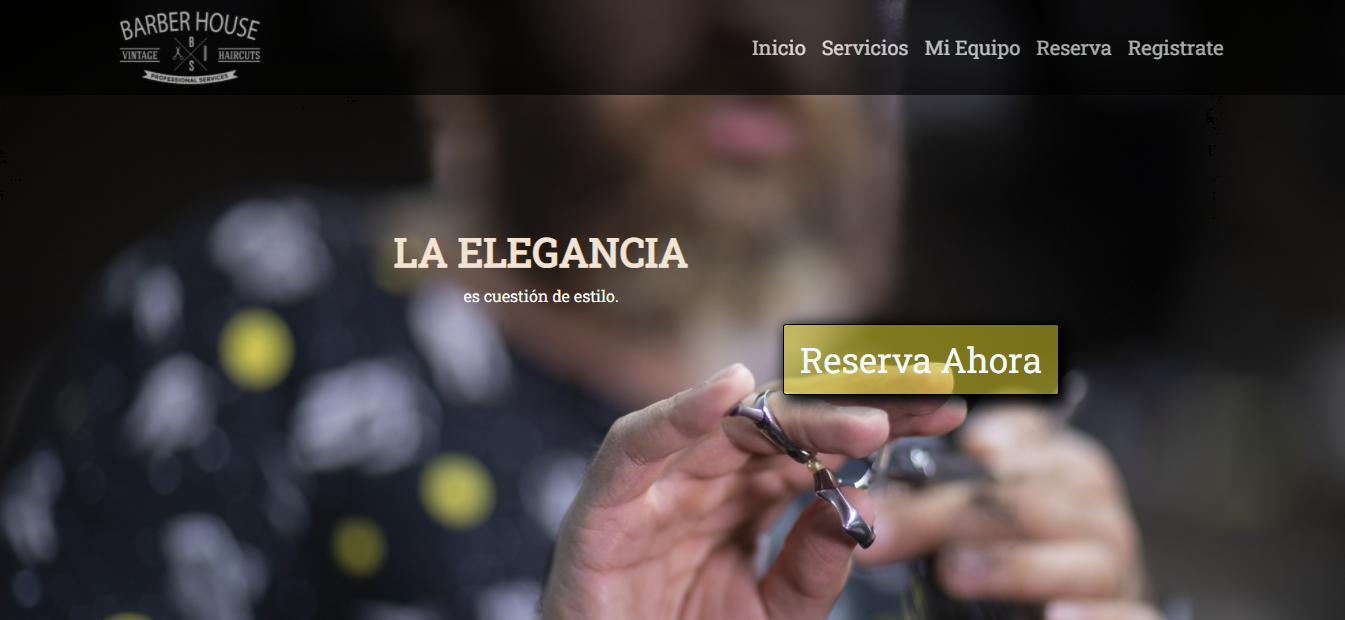 BARBER HOUSE
VINTAGE B I S HAIRCUTS
PROFESSIONAL SERVICES
Inicio Servicios Mi Equipo Reserva Registrate
LA ELEGANCIA
es cuestión de estilo.
Reserva Ahora